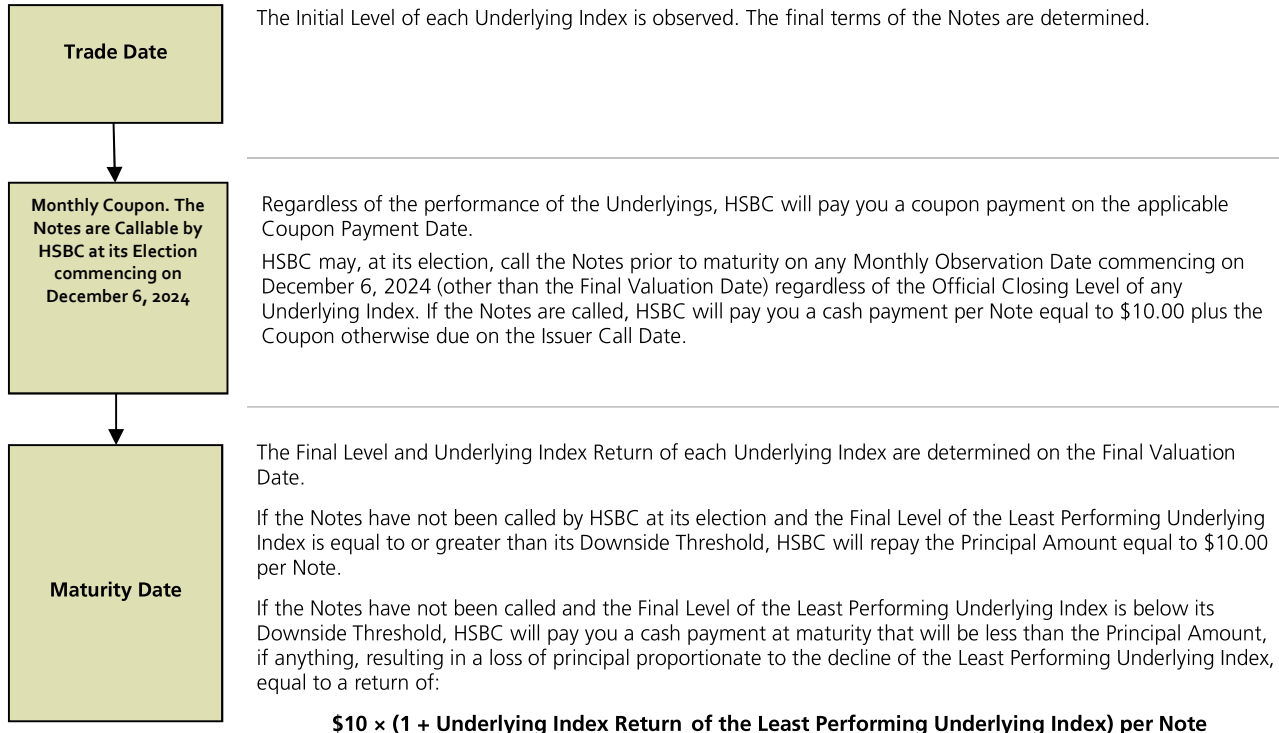 Trade Date
The Initial Level of each Underlying Index is observed. The final terms of the Notes are determined.
Monthly Coupon. The
Notes are Callable by
HSBC at its Election
commencing on
December 6, 2024
Regardless of the performance of the Underlyings, HSBC will pay you a coupon payment on the applicable
Coupon Payment Date.
HSBC may, at its election, call the Notes prior to maturity on any Monthly Observation Date commencing on
December 6, 2024 (other than the Final Valuation Date) regardless of the Official Closing Level of any
Underlying Index. If the Notes are called, HSBC will pay you a cash payment per Note equal to $10.00 plus the
Coupon otherwise due on the Issuer Call Date.
Maturity Date
The Final Level and Underlying Index Return of each Underlying Index are determined on the Final Valuation
Date.
If the Notes have not been called by HSBC at its election and the Final Level of the Least Performing Underlying
Index is equal to or greater than its Downside Threshold, HSBC will repay the Principal Amount equal to $10.00
per Note.
If the Notes have not been called and the Final Level of the Least Performing Underlying Index is below its
Downside Threshold, HSBC will pay you a cash payment at maturity that will be less than the Principal Amount,
if anything, resulting in a loss of principal proportionate to the decline of the Least Performing Underlying Index,
equal to a return of:
$10 × (1 + Underlying Index Return of the Least Performing Underlying Index) per Note